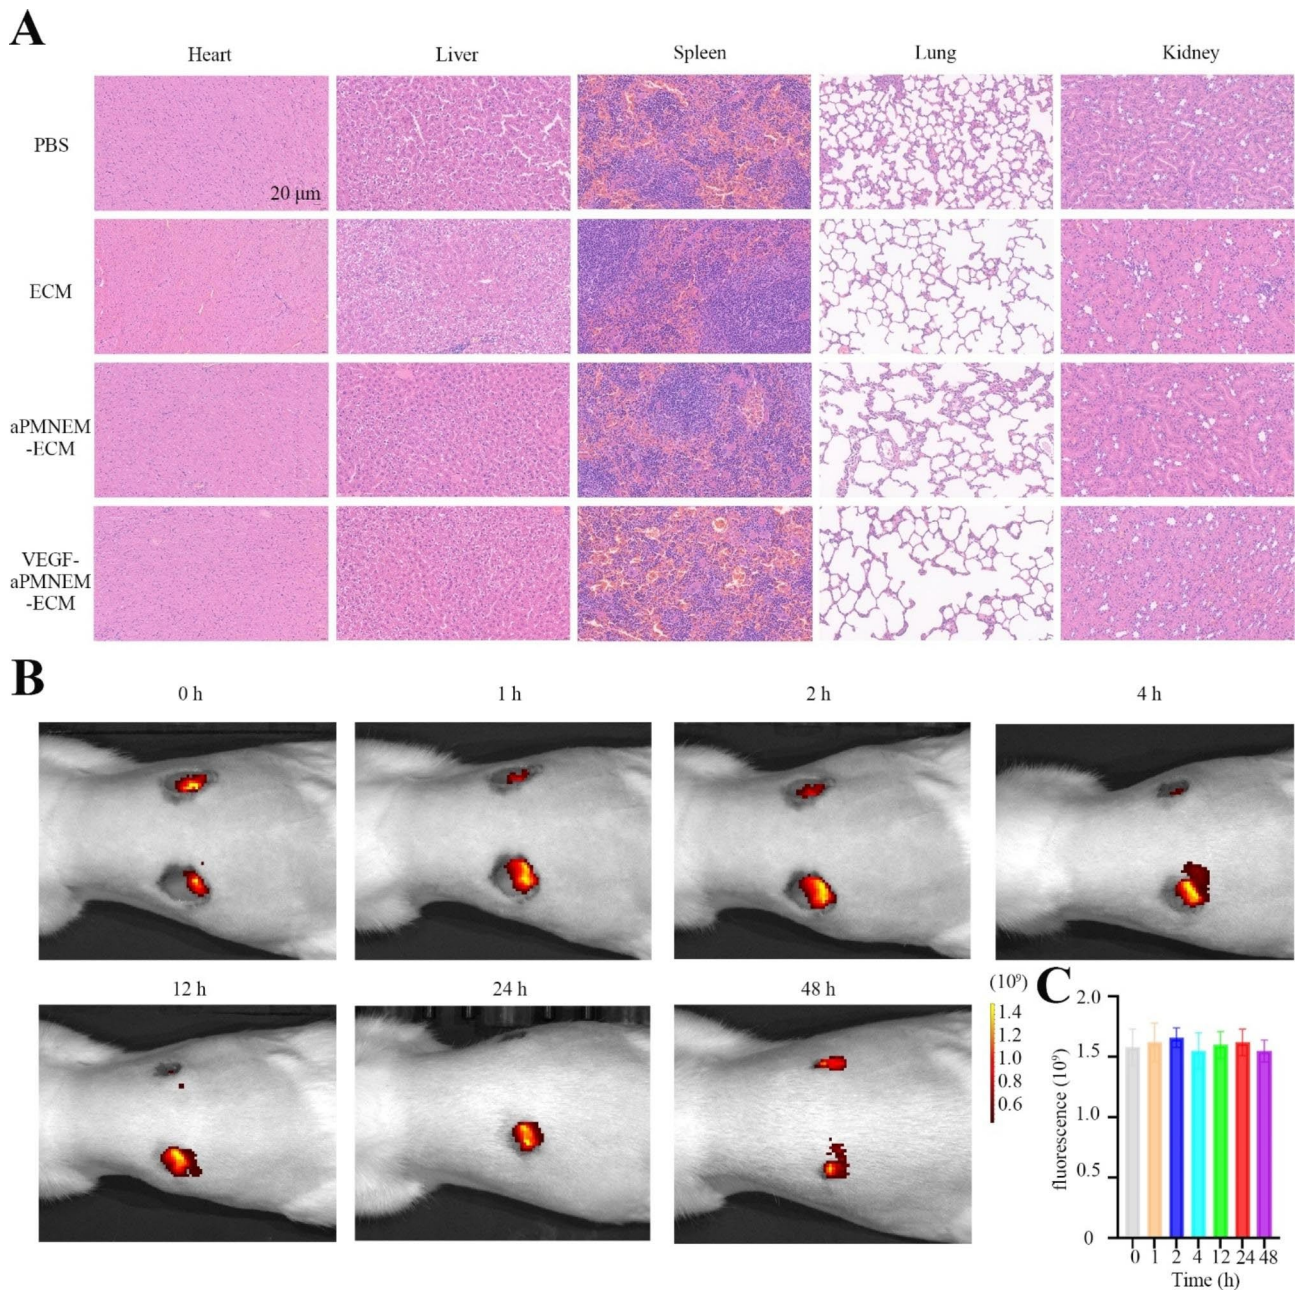 A
Heart Liver Spleen Lung Kidney
PBS
20 μm
ECM
aPMNEM
-ECM
VEGF-
aPMNEM
-ECM
B
0 h 1 h 2 h 4 h
12 h 24 h 48 h
(10⁹)
1.4
1.2
1.0
0.8
0.6
C
fluorescence (10⁹)
2.0
1.5
1.0
0.5
0
0 1 2 4 12 24 48
Time (h)